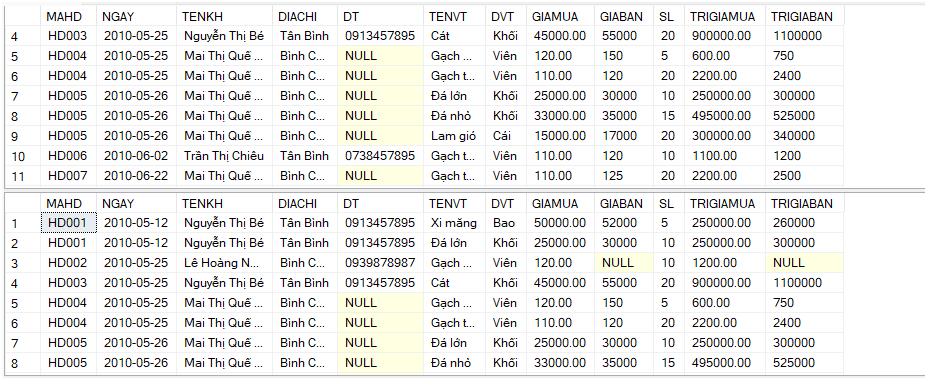 MAHD NGAY TENKH DIACHI DT TENVT DVT GIAMUA GIABAN SL TRIGIAMUA TRIGIABAN
4 HD003 2010-05-25 Nguyễn Thị Bé Tân Bình 0913457895 Cát Khối 45000.00 55000 20 900000.00 1100000
5 HD004 2010-05-25 Mai Thị Quế ... Bình C... NULL Gạch ... Viên 120.00 150 5 600.00 750
6 HD004 2010-05-25 Mai Thị Quế ... Bình C... NULL Gạch t... Viên 110.00 120 20 2200.00 2400
7 HD005 2010-05-26 Mai Thị Quế ... Bình C... NULL Đá lớn Khối 25000.00 30000 10 250000.00 300000
8 HD005 2010-05-26 Mai Thị Quế ... Bình C... NULL Đá nhỏ Khối 33000.00 35000 15 495000.00 525000
9 HD005 2010-05-26 Mai Thị Quế ... Bình C... NULL Lam gió Cái 15000.00 17000 20 300000.00 340000
10 HD006 2010-06-02 Trần Thị Chiêu Tân Bình 0738457895 Gạch t... Viên 110.00 120 10 1100.00 1200
11 HD007 2010-06-22 Mai Thị Quế ... Bình C... NULL Gạch t... Viên 110.00 125 20 2200.00 2500
MAHD NGAY TENKH DIACHI DT TENVT DVT GIAMUA GIABAN SL TRIGIAMUA TRIGIABAN
1 HD001 2010-05-12 Nguyễn Thị Bé Tân Bình 0913457895 Xi măng Bao 50000.00 52000 5 250000.00 260000
2 HD001 2010-05-12 Nguyễn Thị Bé Tân Bình 0913457895 Đá lớn Khối 25000.00 30000 10 250000.00 300000
3 HD002 2010-05-25 Lê Hoàng N... Bình C... 0939878987 Gạch ... Viên 120.00 NULL 10 1200.00 NULL
4 HD003 2010-05-25 Nguyễn Thị Bé Tân Bình 0913457895 Cát Khối 45000.00 55000 20 900000.00 1100000
5 HD004 2010-05-25 Mai Thị Quế ... Bình C... NULL Gạch ... Viên 120.00 150 5 600.00 750
6 HD004 2010-05-25 Mai Thị Quế ... Bình C... NULL Gạch t... Viên 110.00 120 20 2200.00 2400
7 HD005 2010-05-26 Mai Thị Quế ... Bình C... NULL Đá lớn Khối 25000.00 30000 10 250000.00 300000
8 HD005 2010-05-26 Mai Thị Quế ... Bình C... NULL Đá nhỏ Khối 33000.00 35000 15 495000.00 525000